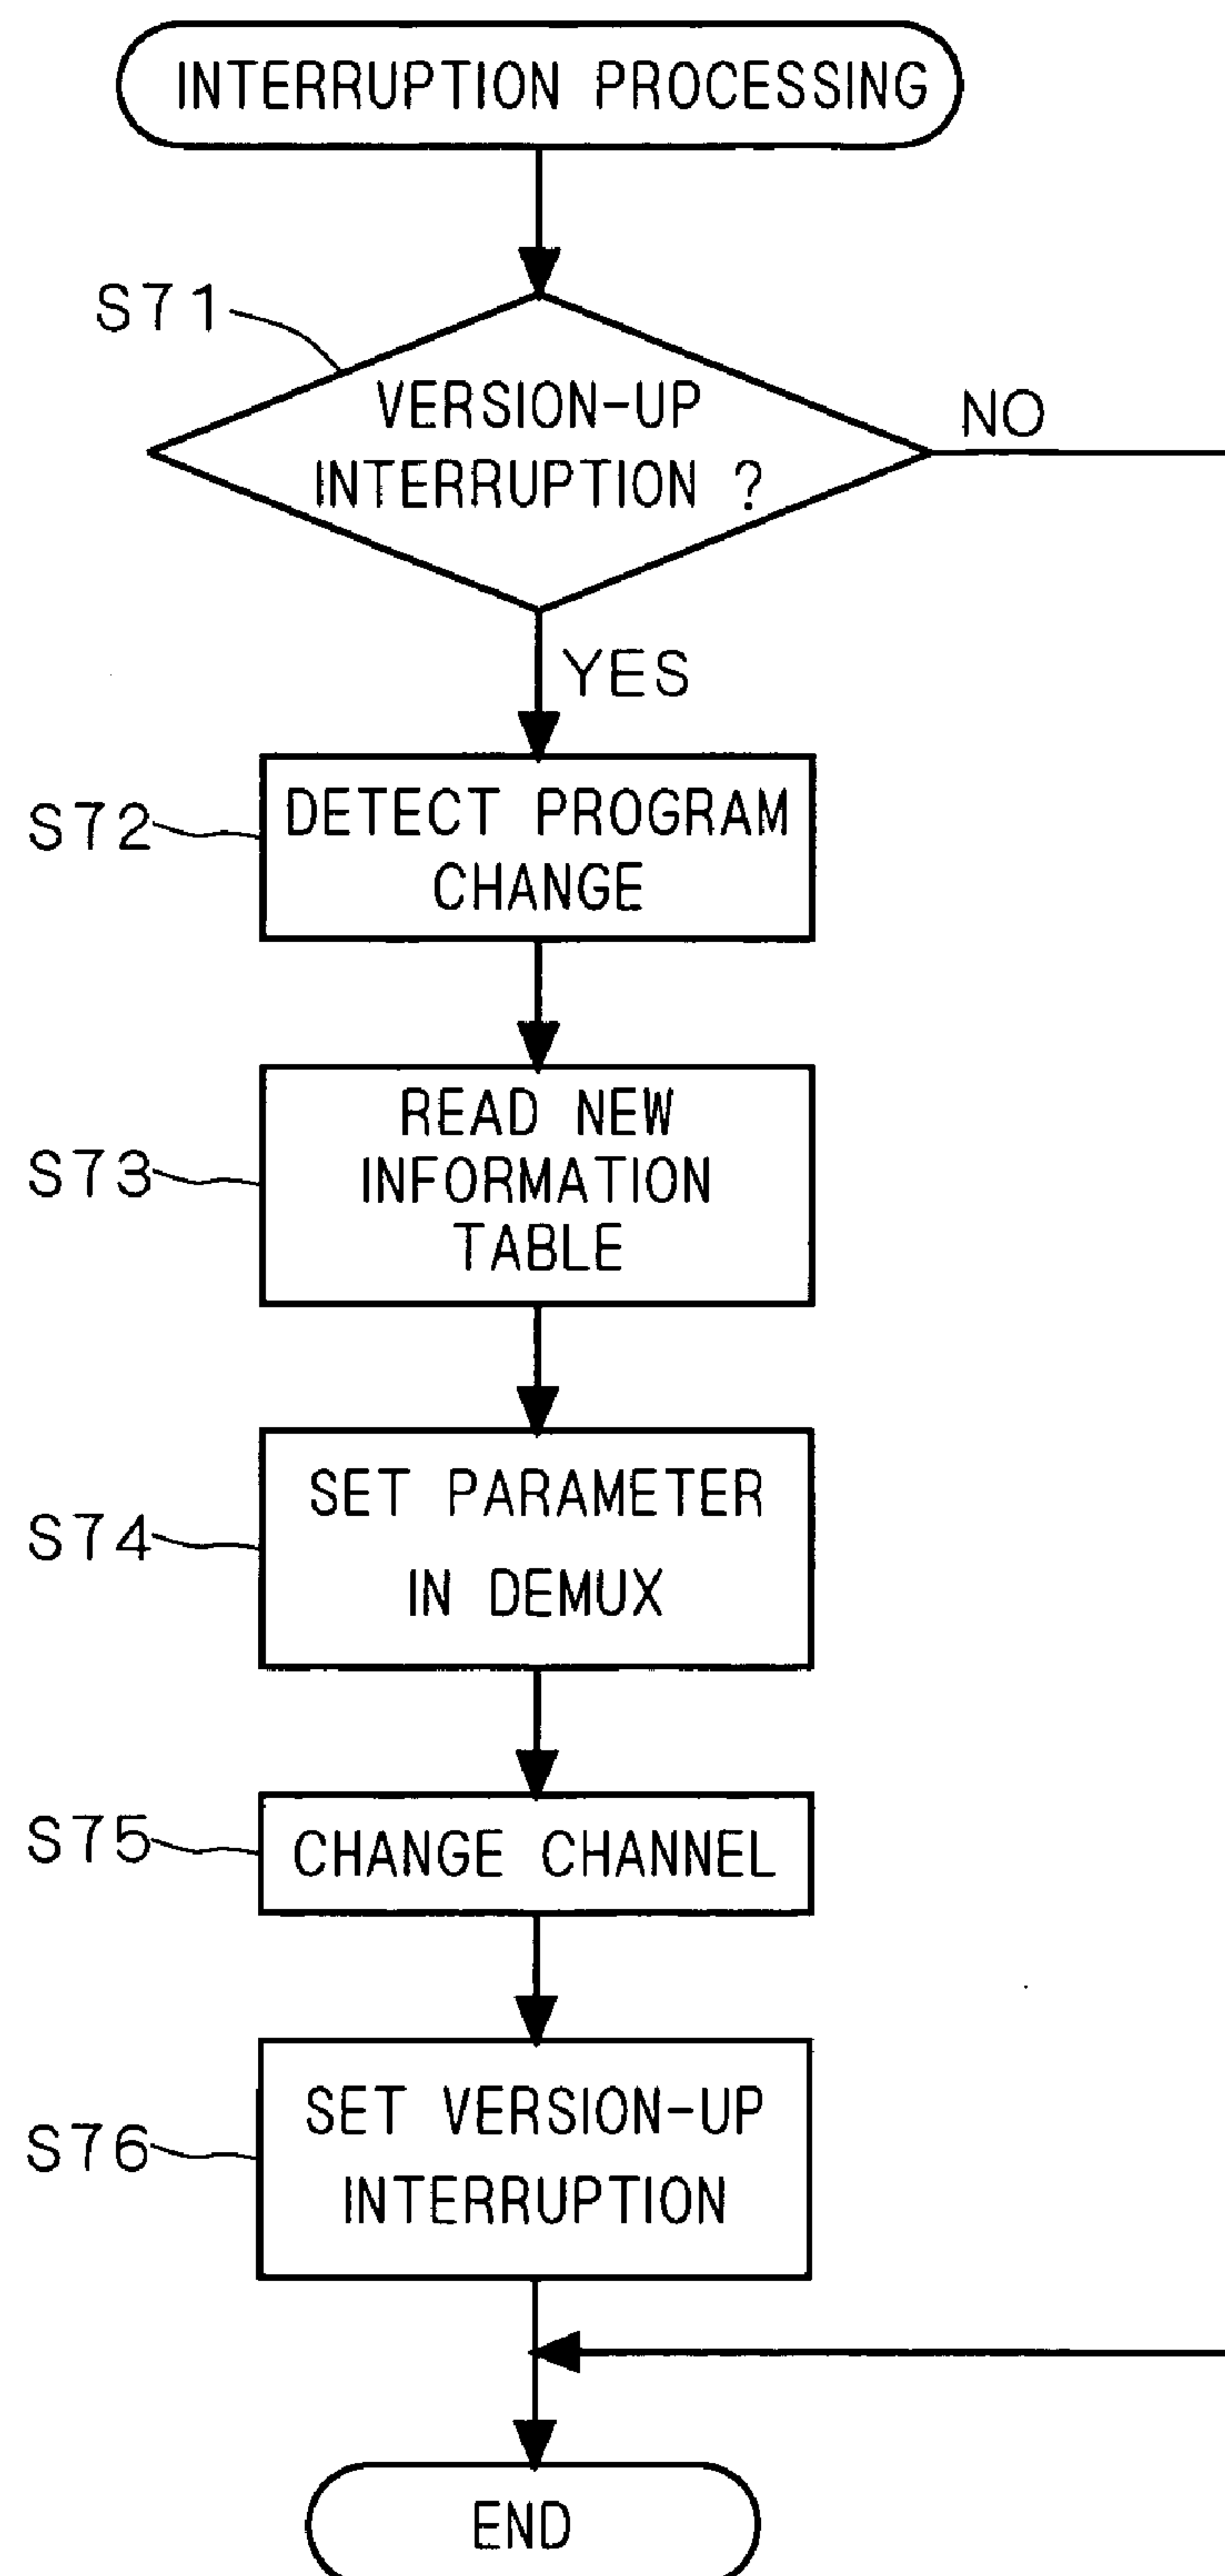 INTERRUPTION PROCESSING
S71
VERSION-UP
INTERRUPTION ?
NO
YES
S72
DETECT PROGRAM
CHANGE
S73
READ NEW
INFORMATION
TABLE
S74
SET PARAMETER
IN DEMUX
S75
CHANGE CHANNEL
S76
SET VERSION-UP
INTERRUPTION
END